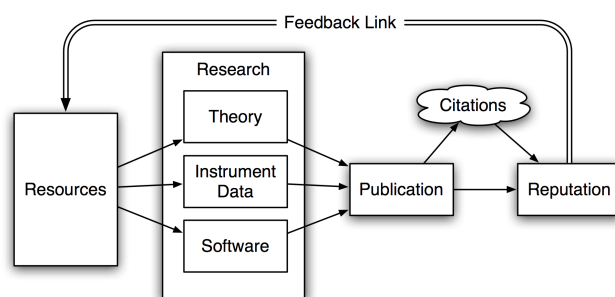 Feedback Link
Research
Theory
Citations
Resources
Instrument
Data
Publication
Reputation
Software